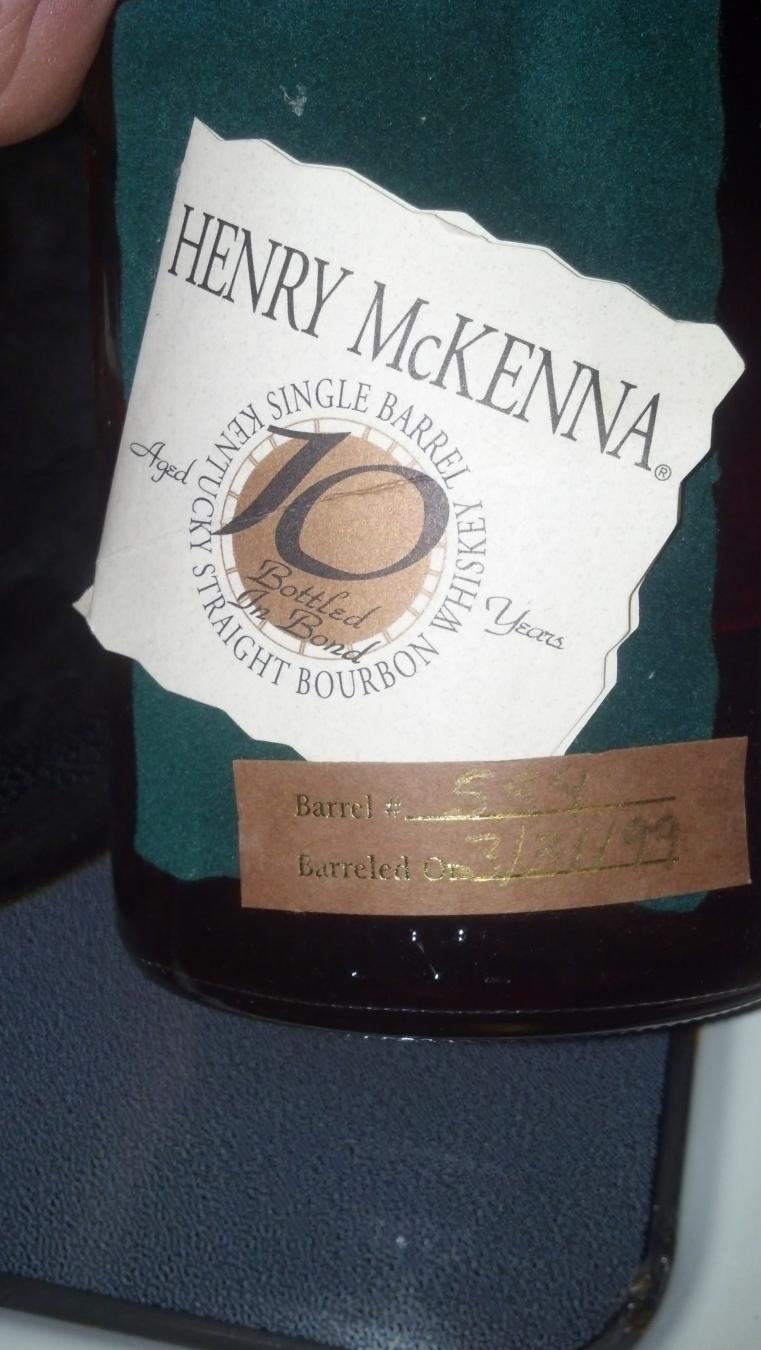 HENRY McKENNA®
KENTUCKY SINGLE BARREL
Aged
10
Years
Bottled
In Bond
STRAIGHT BOURBON WHISKEY
Barrel # 554
Barreled On 3/31/99